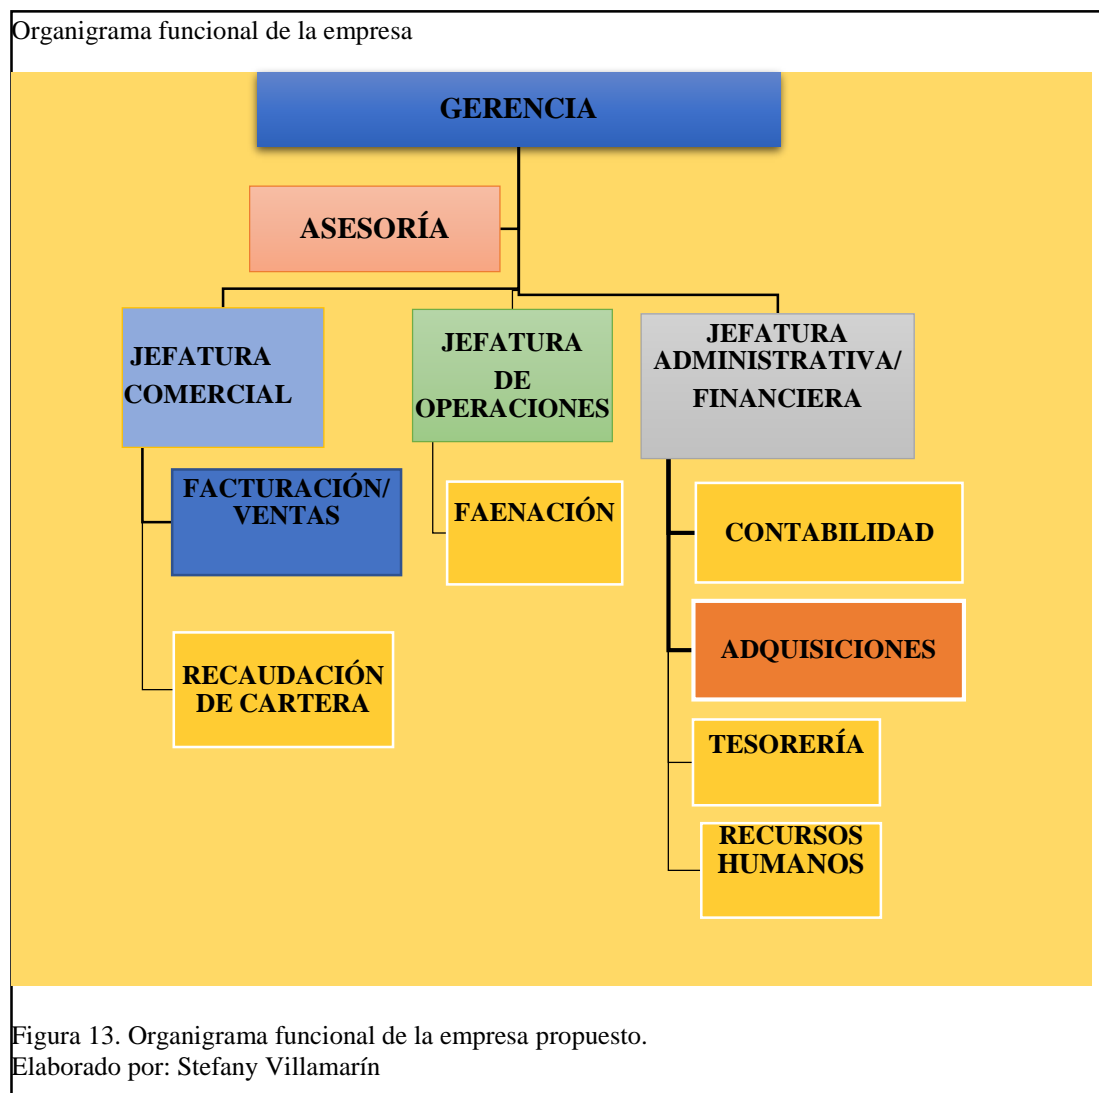 Organigrama funcional de la empresa
GERENCIA
ASESORÍA
JEFATURA
COMERCIAL
JEFATURA
DE
OPERACIONES
JEFATURA
ADMINISTRATIVA/
FINANCIERA
FACTURACIÓN/
VENTAS
RECAUDACIÓN
DE CARTERA
FAENACIÓN
CONTABILIDAD
ADQUISICIONES
TESORERÍA
RECURSOS
HUMANOS
Figura 13. Organigrama funcional de la empresa propuesto.
Elaborado por: Stefany Villamarín